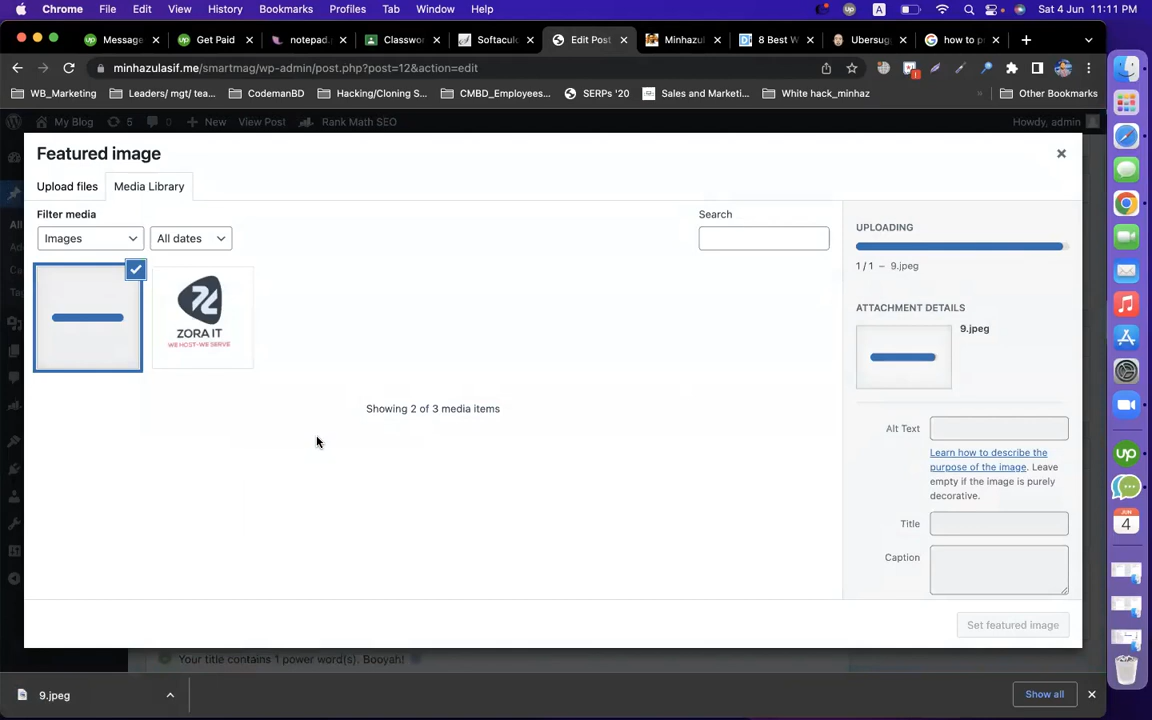 Chrome File Edit View History Bookmarks Profiles Tab Window Help
up A Sat 4 Jun 11:11 PM
Message
Get Paid
notepad.
Classwo
Softacul
Edit Post
Minhazul
8 Best W
Ubersug
how to p
minhazulasif.me/smartmag/wp-admin/post.php?post=12&action=edit
WB_Marketing
Leaders/ mgt/ tea...
CodemanBD
Hacking/Cloning S...
CMBD_Employees...
SERPs '20
Sales and Marketi...
White hack_minhaz
»
Other Bookmarks
My Blog 5 New View Post Rank Math SEO
Howdy, admin
Featured image
Upload files
Media Library
Filter media
Images
All dates
Search
ZORA IT
WE HOST-WE SERVE
Showing 2 of 3 media items
UPLOADING
1 / 1 – 9.jpeg
ATTACHMENT DETAILS
9.jpeg
Alt Text
Learn how to describe the
purpose of the image. Leave
empty if the image is purely
decorative.
Title
Caption
Set featured image
Your title contains 1 power word(s). Booyah!
9.jpeg
Show all
up
JUN
4